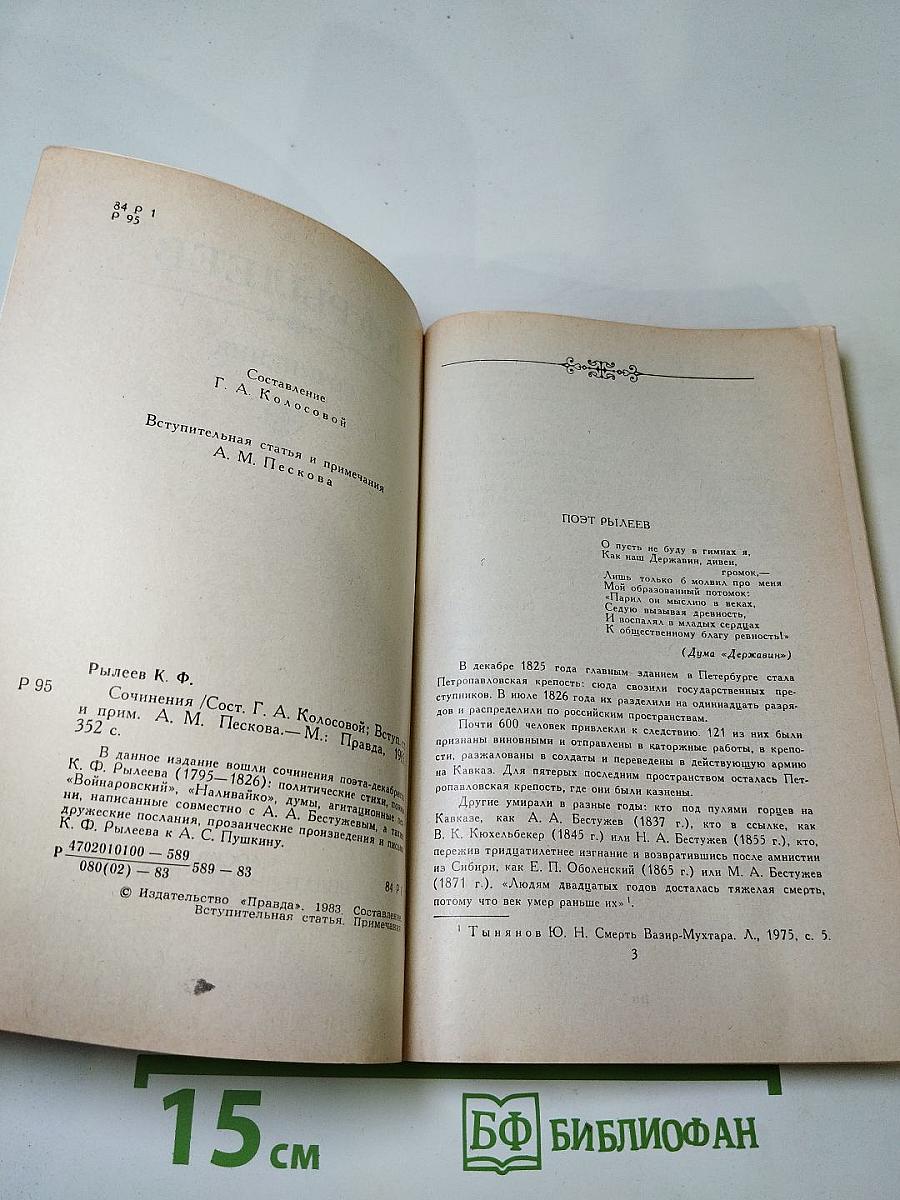 84 Р 1
Р 95
Составление
Г. А. Колосовой
Вступительная статья и примечания
А. М. Пескова
Рылеев К. Ф.
Р 95
Сочинения /Сост. Г. А. Колосовой; Вступ.
и прим. А. М. Пескова.— М.: Правда,
352 с.
В данное издание вошли сочинения поэта-декабриста
К. Ф. Рылеева (1795—1826): политические стихи,
«Войнаровский», «Наливайко», думы, агитационные
ни, написанные совместно с А. А. Бестужевым, а
дружеские послания, прозаические произведения и
К. Ф. Рылеева к А. С. Пушкину.
Р 4702010100 — 589
080(02) — 83
589 — 83
84 Р 1
© Издательство «Правда». 1983. Составление.
Вступительная статья. Примечания
ПОЭТ РЫЛЕЕВ
О пусть не буду в гимнах я,
Как наш Державин, дивен,
громок,—
Лишь только б молвил про меня
Мой образованный потомок:
«Парил он мыслию в веках,
Седую вызывая древность,
И воспалял в младых сердцах
К общественному благу ревность!»
(Дума «Державин»)
В декабре 1825 года главным зданием в Петербурге стала
Петропавловская крепость: сюда свозили государственных пре-
ступников. В июле 1826 года их разделили на одиннадцать разря-
дов и распределили по российским пространствам.
Почти 600 человек привлекли к следствию. 121 из них были
признаны виновными и отправлены в каторжные работы, в крепо-
сти, разжалованы в солдаты и переведены в действующую армию
на Кавказ. Для пятерых последним пространством осталась Пет-
ропавловская крепость, где они были казнены.
Другие умирали в разные годы: кто под пулями горцев на
Кавказе, как А. А. Бестужев (1837 г.), кто в ссылке, как
В. К. Кюхельбекер (1845 г.) или Н. А. Бестужев (1855 г.), кто,
пережив тридцатилетнее изгнание и возвратившись после амнистии
из Сибири, как Е. П. Оболенский (1865 г.) или М. А. Бестужев
(1871 г.). «Людям двадцатых годов досталась тяжелая смерть,
потому что век умер раньше их» ¹.
¹ Тынянов Ю. Н. Смерть Вазир-Мухтара. Л., 1975, с. 5.
3
15 см
БФ БИБЛИОФАН